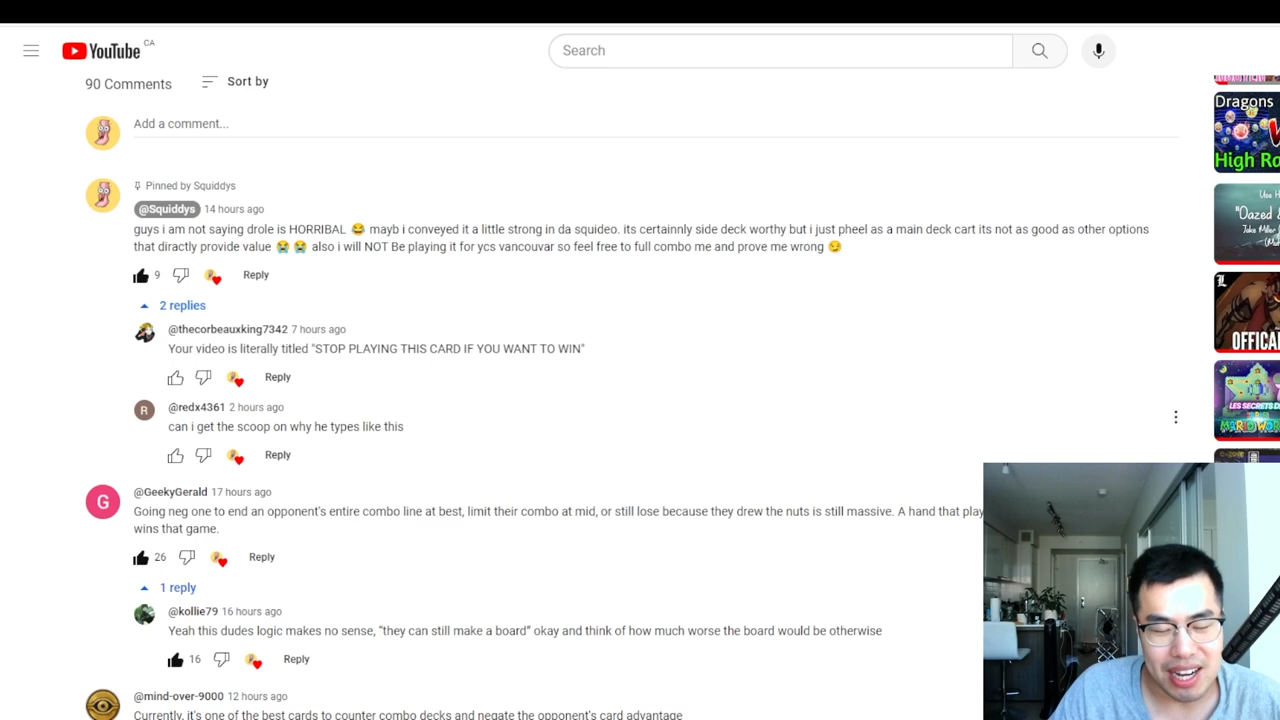 YouTube CA
Search
90 Comments
Sort by
Add a comment...
Pinned by Squiddys
@Squiddys 14 hours ago
guys i am not saying drole is HORRIBAL 😂 mayb i conveyed it a little strong in da squideo. its certainnly side deck worthy but i just pheel as a main deck cart its not as good as other options
that diractly provide value 😭 😭 also i will NOT Be playing it for ycs vancouvar so feel free to full combo me and prove me wrong 😏
9
Reply
2 replies
@thecorbeauxking7342 7 hours ago
Your video is literally titled "STOP PLAYING THIS CARD IF YOU WANT TO WIN"
Reply
R
@redx4361 2 hours ago
can i get the scoop on why he types like this
Reply
G
@GeekyGerald 17 hours ago
Going neg one to end an opponent's entire combo line at best, limit their combo at mid, or still lose because they drew the nuts is still massive. A hand that play
wins that game.
26
Reply
1 reply
@kollie79 16 hours ago
Yeah this dudes logic makes no sense, "they can still make a board" okay and think of how much worse the board would be otherwise
16
Reply
@mind-over-9000 12 hours ago
Currently, it's one of the best cards to counter combo decks and negate the opponent's card advantage
Dragons
High Ro
Use H
"Dazed &
Jake Miller
L
OFFICA
LES SECRETS D